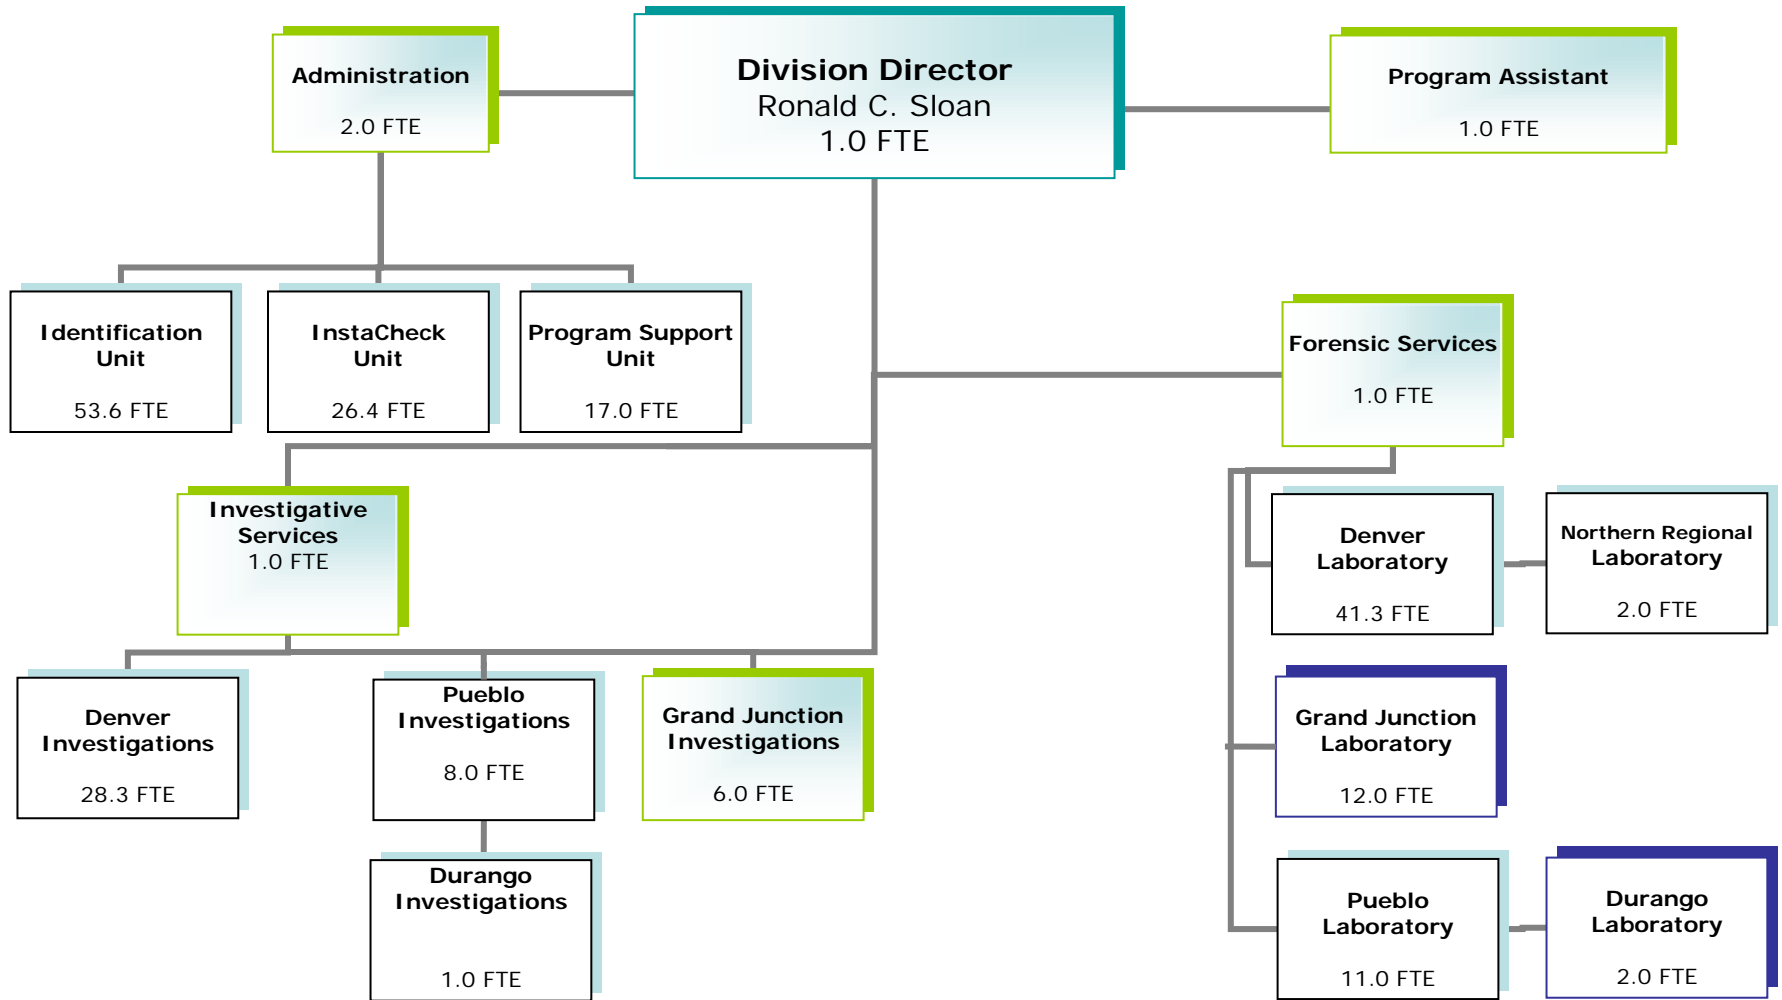 Administration
2.0 FTE
Division Director
Ronald C. Sloan
1.0 FTE
Program Assistant
1.0 FTE
Identification
Unit
53.6 FTE
InstaCheck
Unit
26.4 FTE
Program Support
Unit
17.0 FTE
Forensic Services
1.0 FTE
Investigative
Services
1.0 FTE
Denver
Laboratory
41.3 FTE
Northern Regional
Laboratory
2.0 FTE
Denver
Investigations
28.3 FTE
Pueblo
Investigations
8.0 FTE
Grand Junction
Investigations
6.0 FTE
Grand Junction
Laboratory
12.0 FTE
Durango
Investigations
1.0 FTE
Pueblo
Laboratory
11.0 FTE
Durango
Laboratory
2.0 FTE